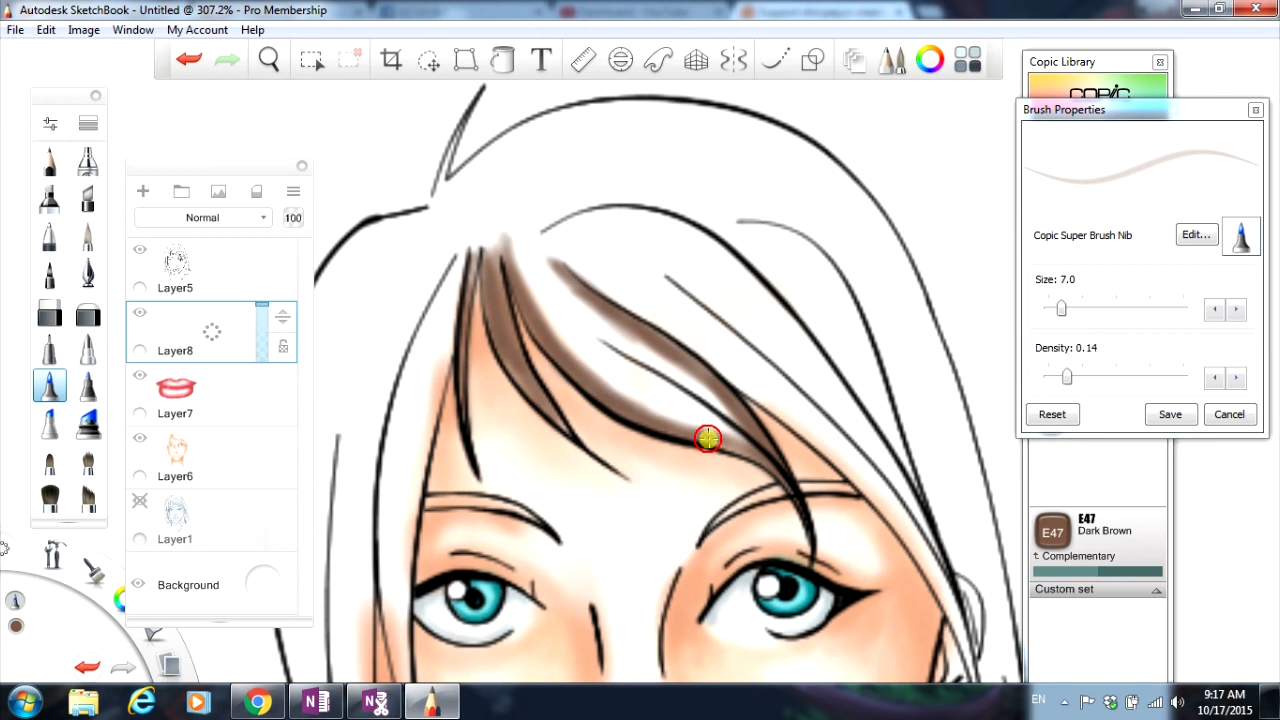 Autodesk SketchBook - Untitled @ 307.2% - Pro Membership
File Edit Image Window My Account Help
Copic Library
COPIC
Brush Properties
Normal
100
Copic Super Brush Nib
Edit...
Layer5
Size: 7.0
Layer8
Density: 0.14
Layer7
Reset
Save
Cancel
Layer6
E47
E47
Dark Brown
Layer1
Complementary
Background
Custom set
EN
9:17 AM
10/17/2015